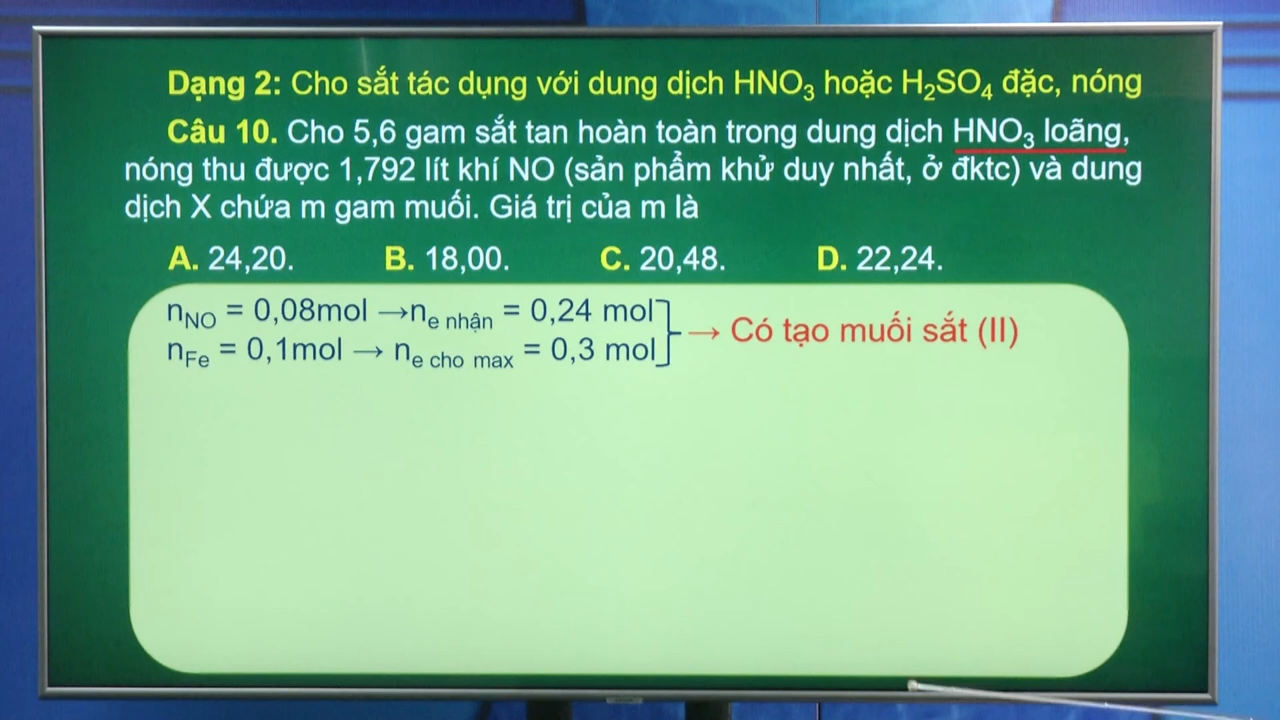 Dạng 2: Cho sắt tác dụng với dung dịch HNO₃ hoặc H₂SO₄ đặc, nóng
Câu 10. Cho 5,6 gam sắt tan hoàn toàn trong dung dịch HNO₃ loãng,
nóng thu được 1,792 lít khí NO (sản phẩm khử duy nhất, ở đktc) và dung
dịch X chứa m gam muối. Giá trị của m là
A. 24,20. B. 18,00. C. 20,48. D. 22,24.
n_NO = 0,08mol → n_e nhận = 0,24 mol
n_Fe = 0,1mol → n_e cho max = 0,3 mol
→ Có tạo muối sắt (II)